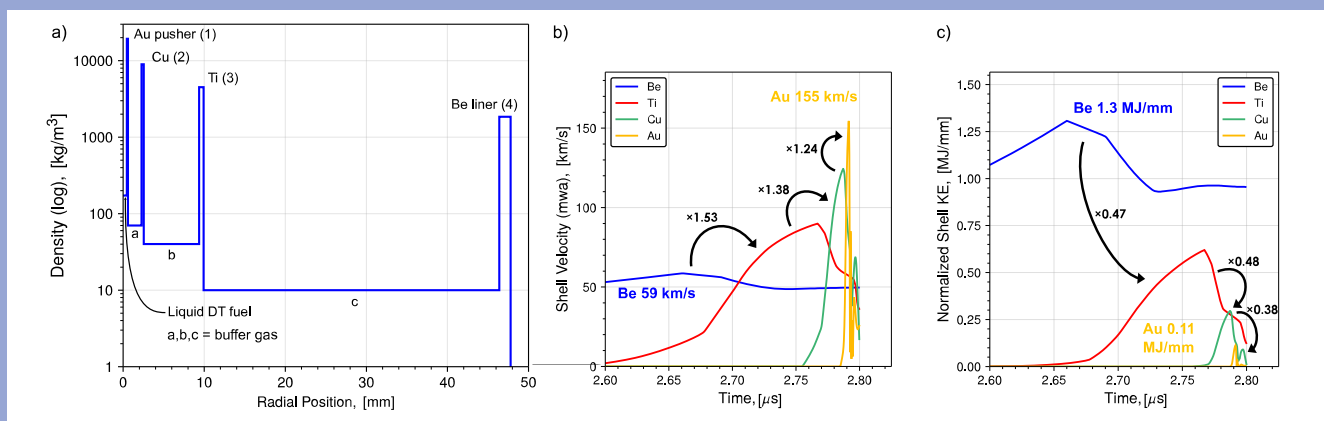 a)
Density (log), [kg/m³]
10000
1000
100
10
1
Au pusher (1)
Cu (2)
Ti (3)
Be liner (4)
a
b
c
Liquid DT fuel
a,b,c = buffer gas
0
10
20
30
40
50
Radial Position, [mm]
b)
Shell Velocity (mwa), [km/s]
150
100
50
0
Be
Ti
Cu
Au
Au 155 km/s
×1.24
×1.38
×1.53
Be 59 km/s
2.60
2.65
2.70
2.75
2.80
Time, [μs]
c)
Normalized Shell KE, [MJ/mm]
1.50
1.25
1.00
0.75
0.50
0.25
0.00
Be 1.3 MJ/mm
Be
Ti
Cu
Au
×0.47
×0.48
×0.38
Au 0.11
MJ/mm
2.60
2.65
2.70
2.75
2.80
Time, [μs]